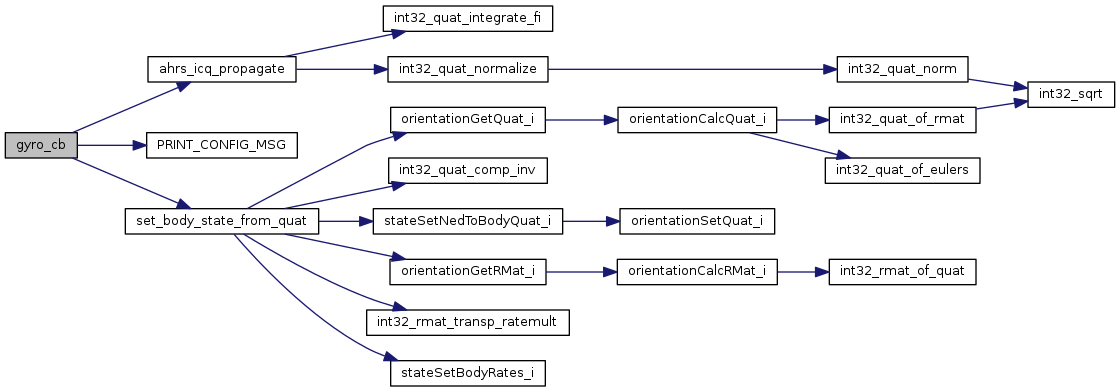 int32_quat_integrate_fi
ahrs_icq_propagate
int32_quat_normalize
int32_quat_norm
int32_sqrt
orientationGetQuat_i
orientationCalcQuat_i
int32_quat_of_rmat
gyro_cb
PRINT_CONFIG_MSG
int32_quat_comp_inv
int32_quat_of_eulers
set_body_state_from_quat
stateSetNedToBodyQuat_i
orientationSetQuat_i
orientationGetRMat_i
orientationCalcRMat_i
int32_rmat_of_quat
int32_rmat_transp_ratemult
stateSetBodyRates_i